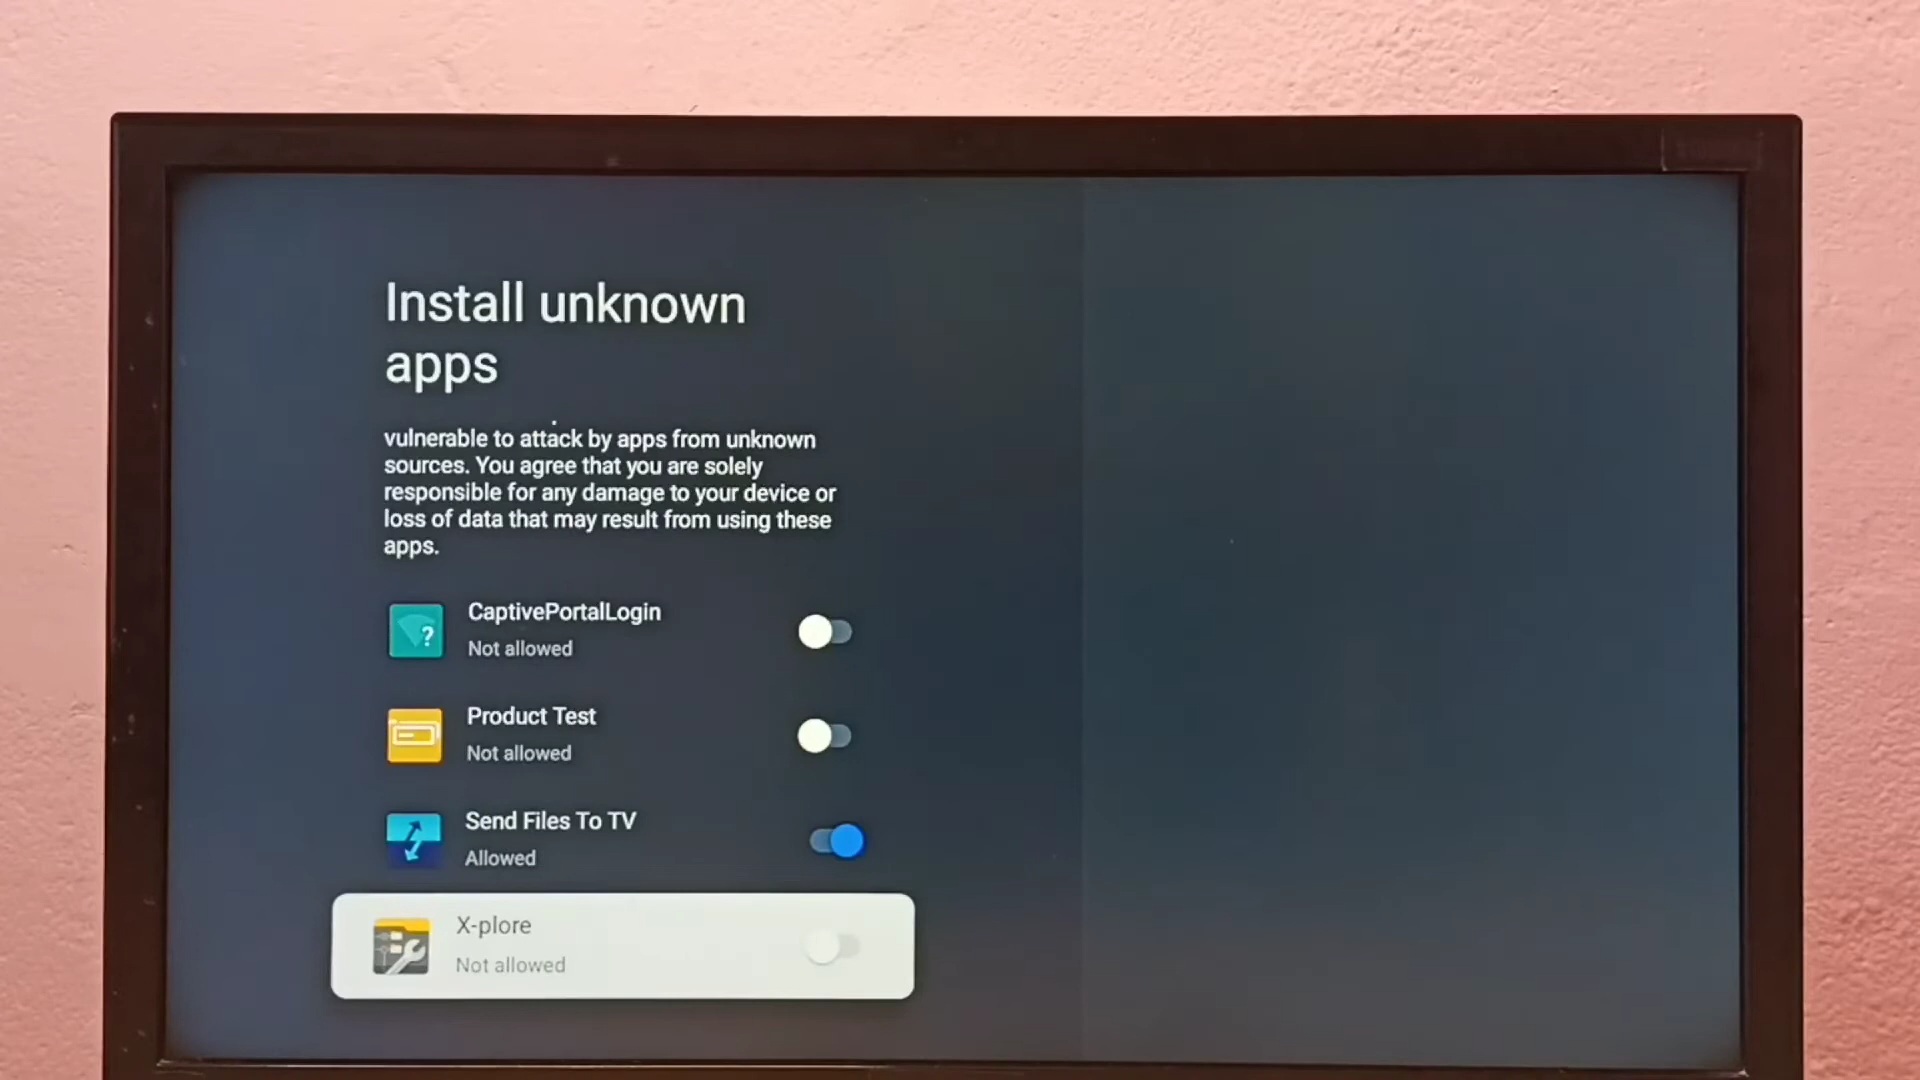 Install unknown
apps
vulnerable to attack by apps from unknown
sources. You agree that you are solely
responsible for any damage to your device or
loss of data that may result from using these
apps.
CaptivePortalLogin
Not allowed
Product Test
Not allowed
Send Files To TV
Allowed
X-plore
Not allowed